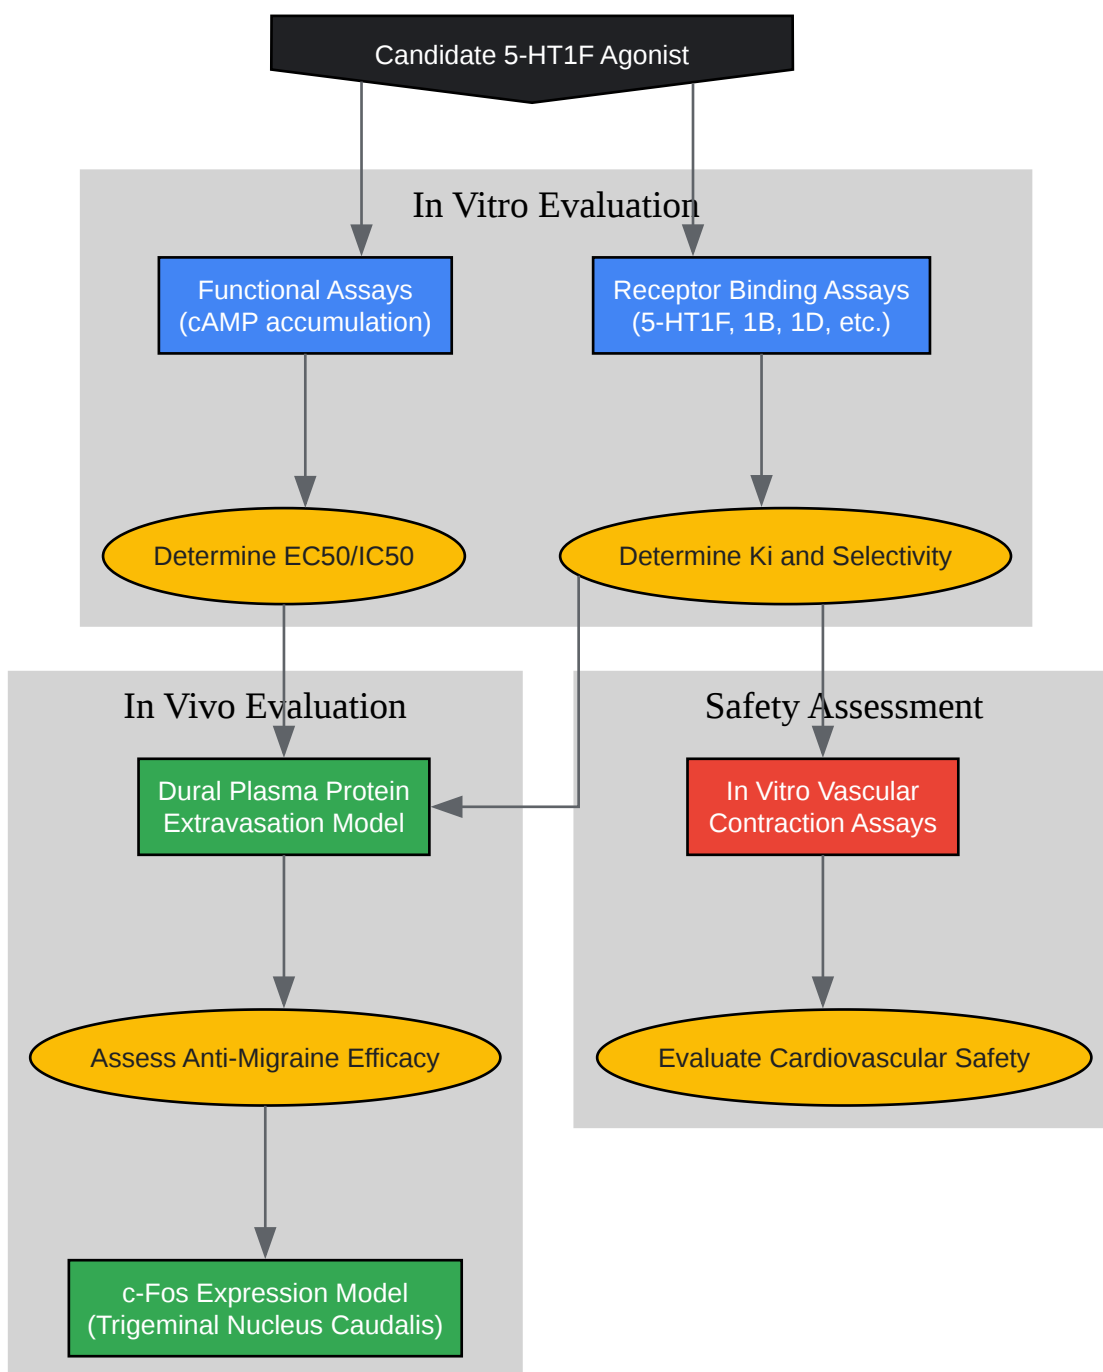 Candidate 5-HT1F Agonist
In Vitro Evaluation
Functional Assays
(cAMP accumulation)
Receptor Binding Assays
(5-HT1F, 1B, 1D, etc.)
Determine EC50/IC50
Determine Ki and Selectivity
In Vivo Evaluation
Safety Assessment
Dural Plasma Protein
Extravasation Model
In Vitro Vascular
Contraction Assays
Assess Anti-Migraine Efficacy
Evaluate Cardiovascular Safety
c-Fos Expression Model
(Trigeminal Nucleus Caudalis)